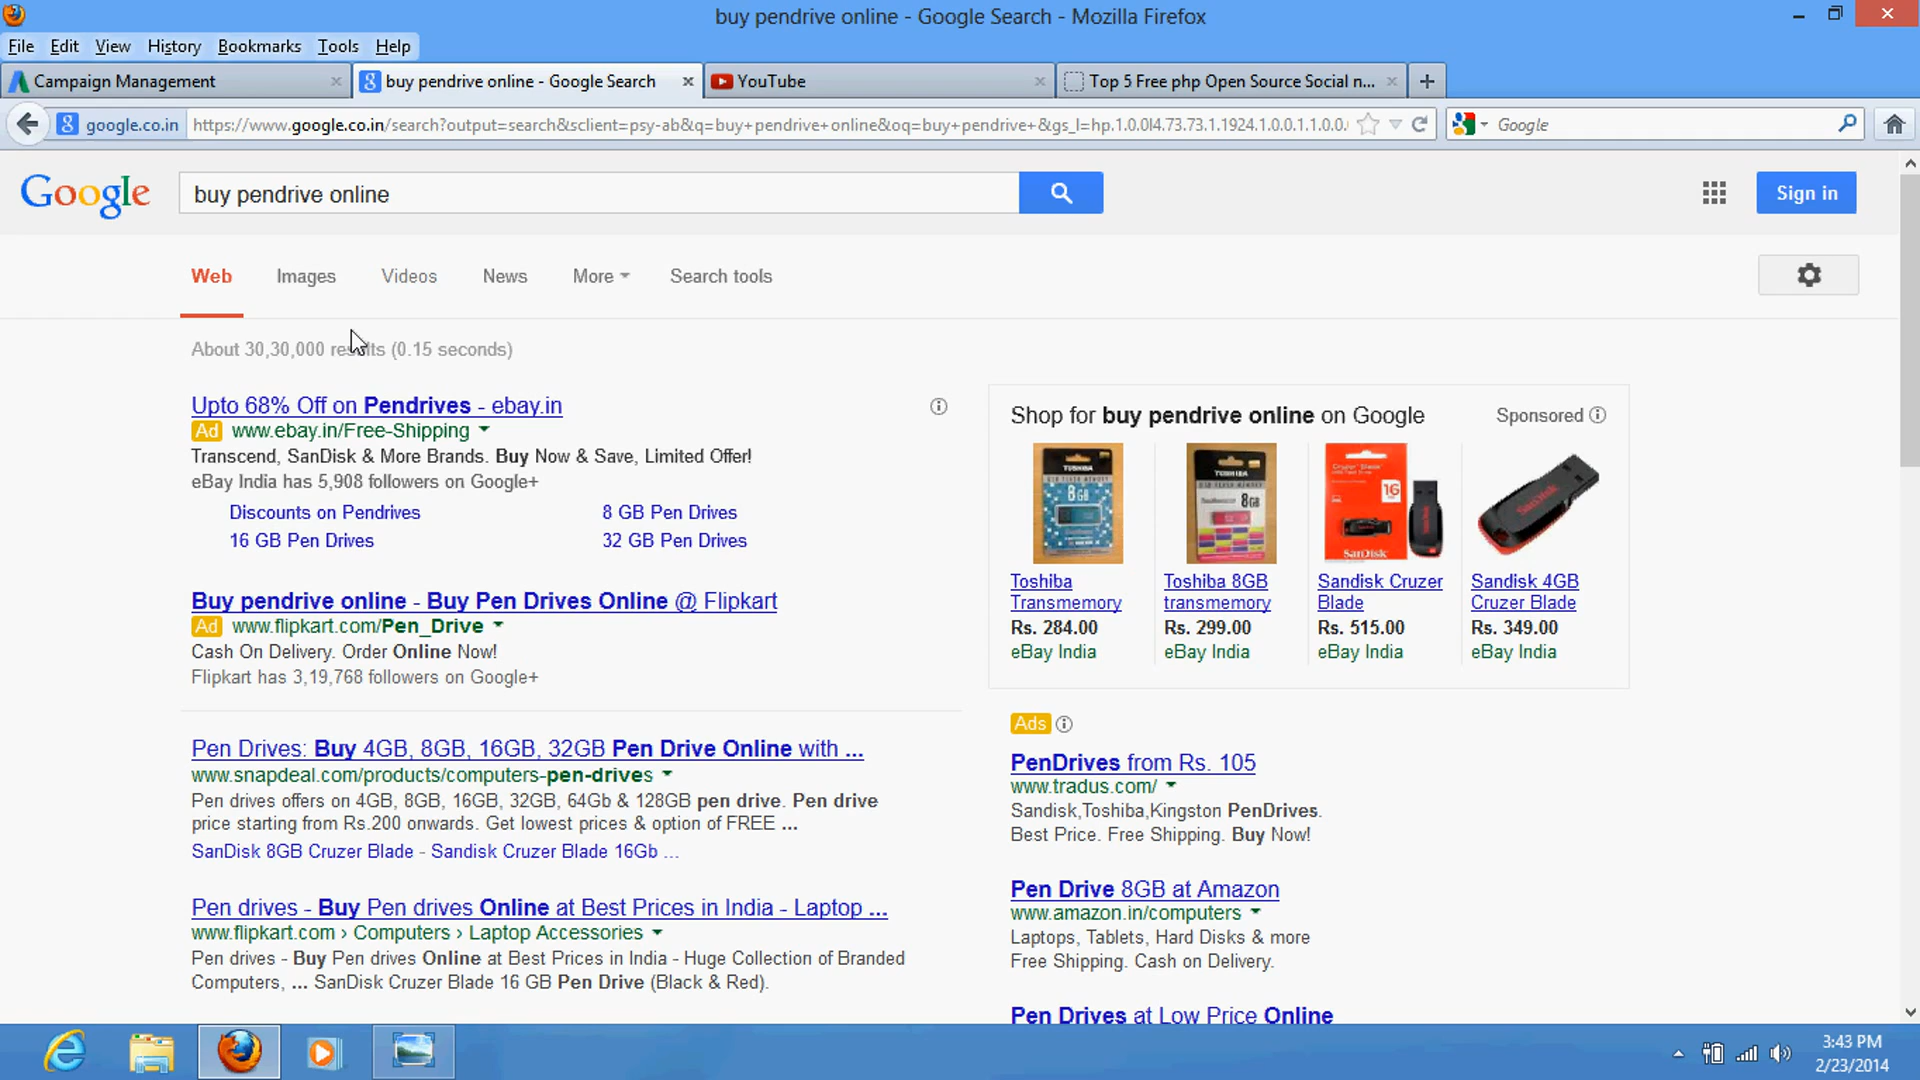 buy pendrive online - Google Search - Mozilla Firefox
File Edit View History Bookmarks Tools Help
Campaign Management
buy pendrive online - Google Search
YouTube
Top 5 Free php Open Source Social n...
google.co.in
https://www.google.co.in/search?output=search&sclient=psy-ab&q=buy+pendrive+online&oq=buy+pendrive+&gs_l=hp.1.0.0l4.73.73.1.1924.1.0.0.1.1.0.0.
Google
Google
buy pendrive online
Sign in
Web Images Videos News More Search tools
About 30,30,000 results (0.15 seconds)
Upto 68% Off on Pendrives - ebay.in
Ad www.ebay.in/Free-Shipping
Transcend, SanDisk & More Brands. Buy Now & Save, Limited Offer!
eBay India has 5,908 followers on Google+
Discounts on Pendrives 8 GB Pen Drives
16 GB Pen Drives 32 GB Pen Drives
Buy pendrive online - Buy Pen Drives Online @ Flipkart
Ad www.flipkart.com/Pen_Drive
Cash On Delivery. Order Online Now!
Flipkart has 3,19,768 followers on Google+
Pen Drives: Buy 4GB, 8GB, 16GB, 32GB Pen Drive Online with ...
www.snapdeal.com/products/computers-pen-drives
Pen drives offers on 4GB, 8GB, 16GB, 32GB, 64Gb & 128GB pen drive. Pen drive
price starting from Rs.200 onwards. Get lowest prices & option of FREE ...
SanDisk 8GB Cruzer Blade - Sandisk Cruzer Blade 16Gb ...
Pen drives - Buy Pen drives Online at Best Prices in India - Laptop ...
www.flipkart.com › Computers › Laptop Accessories
Pen drives - Buy Pen drives Online at Best Prices in India - Huge Collection of Branded
Computers, ... SanDisk Cruzer Blade 16 GB Pen Drive (Black & Red).
Shop for buy pendrive online on Google Sponsored
TOSHIBA
8GB
TOSHIBA
8GB
Cruzer Blade
16
SanDisk
SanDisk
Toshiba
Transmemory
Rs. 284.00
eBay India
Toshiba 8GB
transmemory
Rs. 299.00
eBay India
Sandisk Cruzer
Blade
Rs. 515.00
eBay India
Sandisk 4GB
Cruzer Blade
Rs. 349.00
eBay India
Ads
PenDrives from Rs. 105
www.tradus.com/
Sandisk,Toshiba,Kingston PenDrives.
Best Price. Free Shipping. Buy Now!
Pen Drive 8GB at Amazon
www.amazon.in/computers
Laptops, Tablets, Hard Disks & more
Free Shipping. Cash on Delivery.
Pen Drives at Low Price Online
3:43 PM
2/23/2014